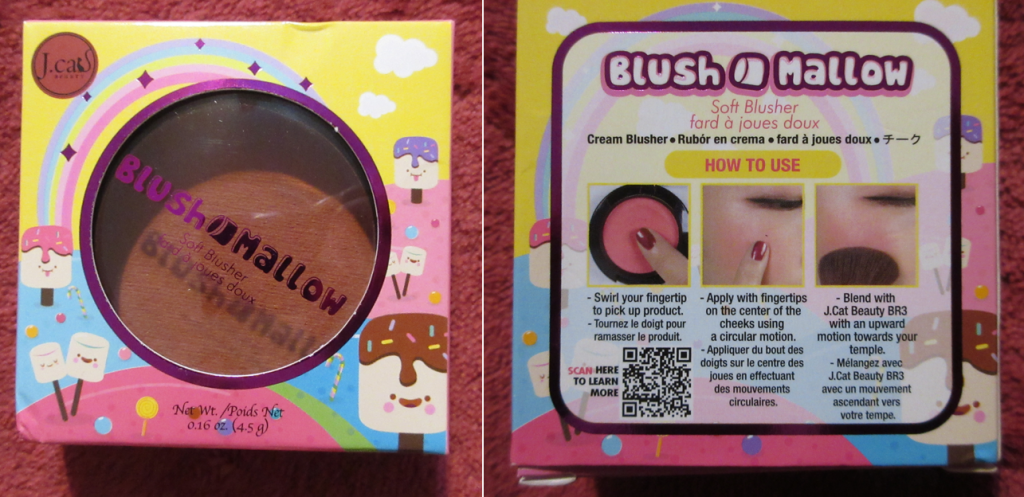 J.Cat
BEAUTY
Blush Mallow
Soft Blusher
fard à joues doux
Net Wt. /Poids Net
0.16 oz. (4.5 g)
Blush Mallow
Soft Blusher
fard à joues doux
Cream Blusher • Rubór en crema • fard à joues doux • チーク
HOW TO USE
- Swirl your fingertip
to pick up product.
- Tournez le doigt pour
ramasser le produit.
SCAN HERE
TO LEARN
MORE
- Apply with fingertips
on the center of the
cheeks using
a circular motion.
- Appliquer du bout des
doigts sur le centre des
joues en effectuant
des mouvements
circulaires.
- Blend with
J.Cat Beauty BR3
with an upward
motion towards your
temple.
- Mélangez avec
J.Cat Beauty BR3
avec un mouvement
ascendant vers
votre tempe.